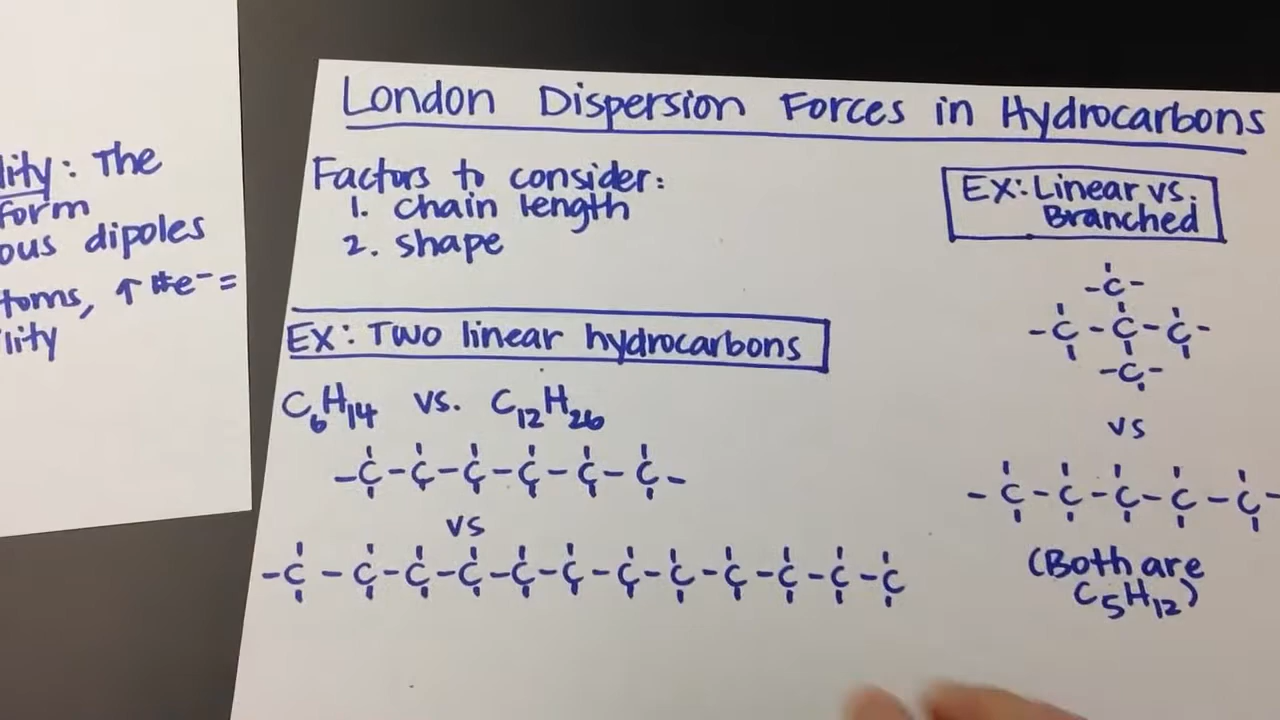 lity: The
form
ous dipoles
toms, ↑ #e⁻ =
ility
London Dispersion Forces in Hydrocarbons
Factors to consider:
1. chain length
2. shape
EX: Two linear hydrocarbons
C₆H₁₄ vs. C₁₂H₂₆
-C-C-C-C-C-C-
vs
-C-C-C-C-C-C-C-C-C-C-C-C
EX: Linear vs.
Branched
-C-
-C-C-C-
-C-
vs
-C-C-C-C-C-
(Both are
C₅H₁₂)